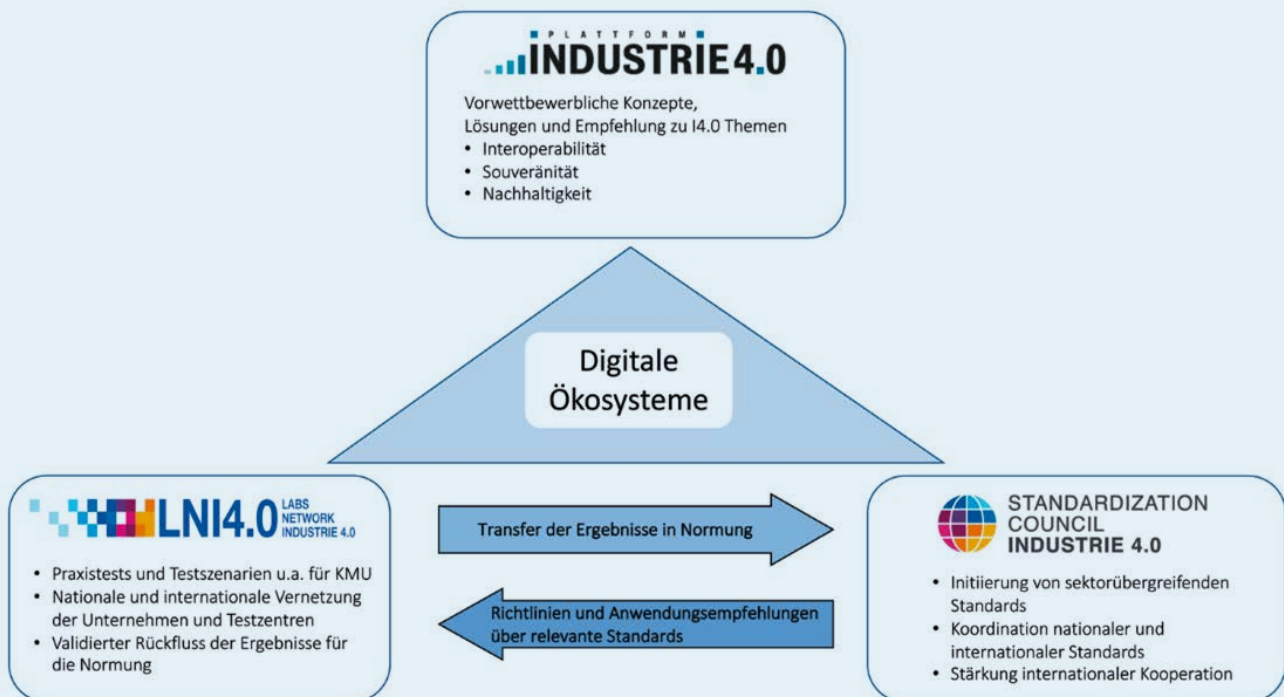 PLATTFORM
INDUSTRIE4.0
Vorwettbewerbliche Konzepte,
Lösungen und Empfehlung zu I4.0 Themen
• Interoperabilität
• Souveränität
• Nachhaltigkeit
Digitale
Ökosysteme
LNI4.0 LABS
NETWORK
INDUSTRIE 4.0
• Praxistests und Testszenarien u.a. für KMU
• Nationale und internationale Vernetzung
der Unternehmen und Testzentren
• Validierter Rückfluss der Ergebnisse für
die Normung
Transfer der Ergebnisse in Normung
Richtlinien und Anwendungsempfehlungen
über relevante Standards
STANDARDIZATION
COUNCIL
INDUSTRIE 4.0
• Initiierung von sektorübergreifenden
Standards
• Koordination nationaler und
internationaler Standards
• Stärkung internationaler Kooperation